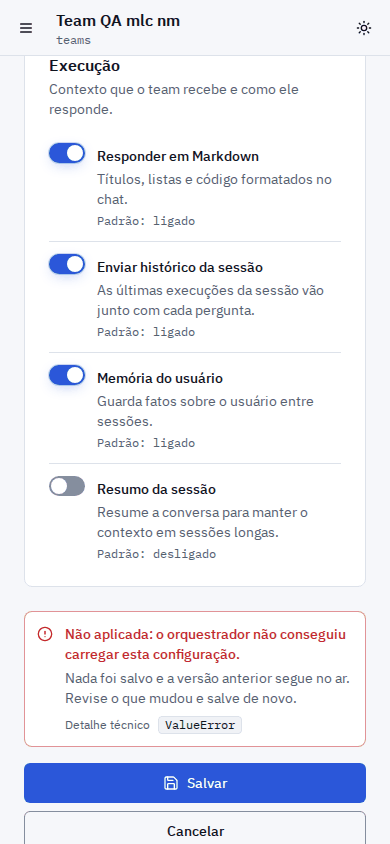 Team QA mlc nm
teams
Execução
Contexto que o team recebe e como ele
responde.
Responder em Markdown
Títulos, listas e código formatados no
chat.
Padrão: ligado
Enviar histórico da sessão
As últimas execuções da sessão vão
junto com cada pergunta.
Padrão: ligado
Memória do usuário
Guarda fatos sobre o usuário entre
sessões.
Padrão: ligado
Resumo da sessão
Resume a conversa para manter o
contexto em sessões longas.
Padrão: desligado
Não aplicada: o orquestrador não conseguiu
carregar esta configuração.
Nada foi salvo e a versão anterior segue no ar.
Revise o que mudou e salve de novo.
Detalhe técnico ValueError
Salvar
Cancelar